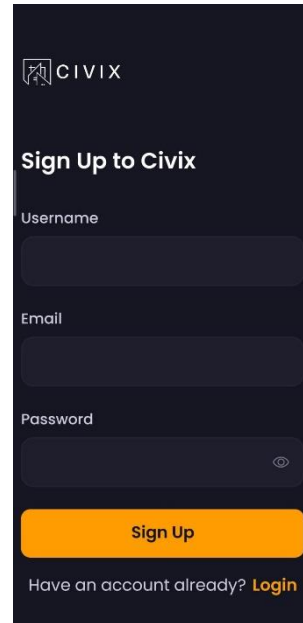 CIVIX
Sign Up to Civix
Username
Email
Password
Sign Up
Have an account already? Login